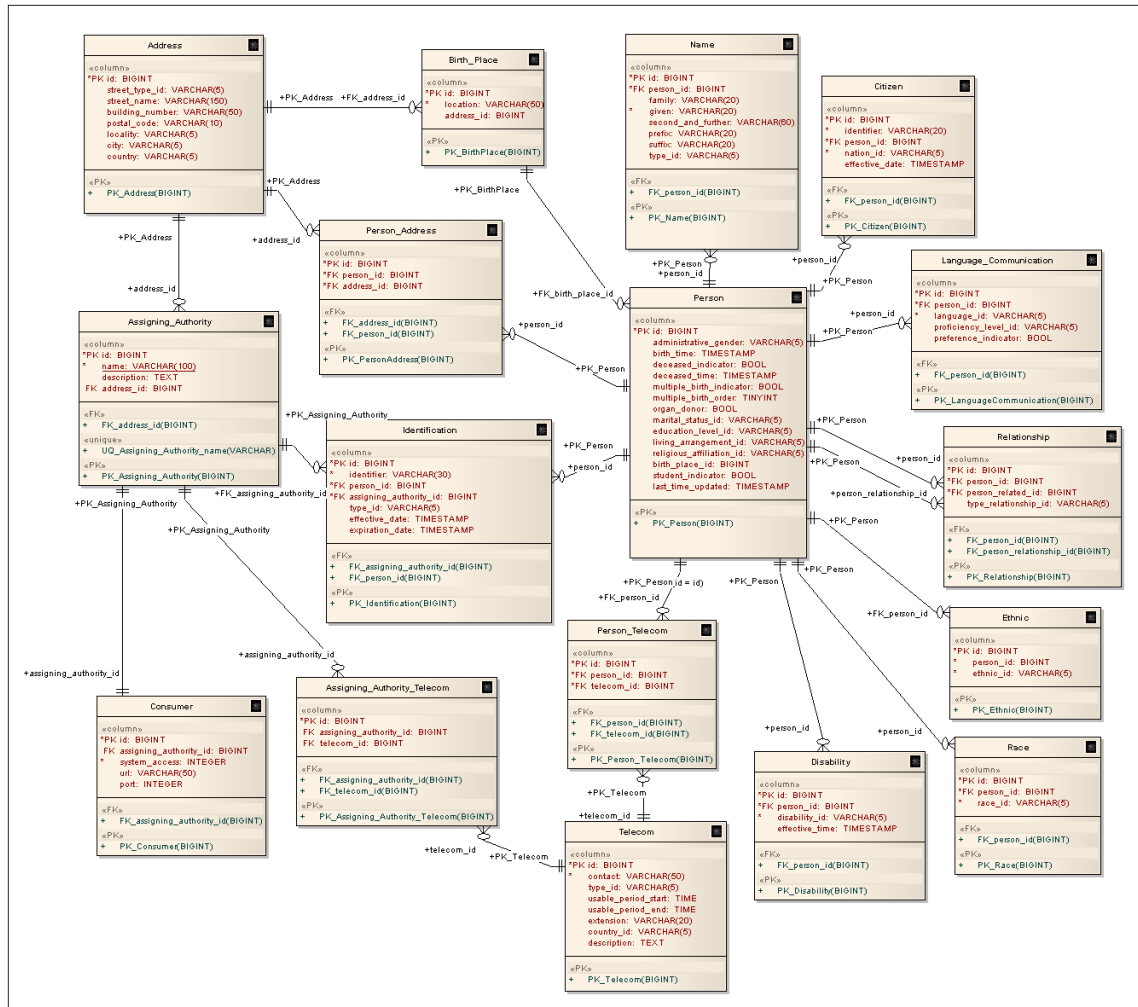 Address
«column»
*PK id: BIGINT
street_type_id: VARCHAR(5)
street_name: VARCHAR(150)
building_number: VARCHAR(50)
postal_code: VARCHAR(10)
locality: VARCHAR(5)
city: VARCHAR(5)
country: VARCHAR(5)
«PK»
+ PK_Address(BIGINT)
+PK_Address
+FK_address_id
Birth_Place
«column»
*PK id: BIGINT
* location: VARCHAR(50)
address_id: BIGINT
«PK»
+ PK_BirthPlace(BIGINT)
+PK_BirthPlace
+FK_birth_place_id
Name
«column»
*PK id: BIGINT
*FK person_id: BIGINT
family: VARCHAR(20)
* given: VARCHAR(20)
second_and_further: VARCHAR(60)
prefix: VARCHAR(20)
suffix: VARCHAR(20)
type_id: VARCHAR(5)
«FK»
+ FK_person_id(BIGINT)
«PK»
+ PK_Name(BIGINT)
+PK_Person
+person_id
Citizen
«column»
*PK id: BIGINT
* identifier: VARCHAR(20)
*FK person_id: BIGINT
* nation_id: VARCHAR(5)
effective_date: TIMESTAMP
«FK»
+ FK_person_id(BIGINT)
«PK»
+ PK_Citizen(BIGINT)
+person_id
+PK_Person
+PK_Address
+address_id
Person_Address
«column»
*PK id: BIGINT
*FK person_id: BIGINT
*FK address_id: BIGINT
«FK»
+ FK_address_id(BIGINT)
+ FK_person_id(BIGINT)
«PK»
+ PK_PersonAddress(BIGINT)
+person_id
+PK_Person
Language_Communication
«column»
*PK id: BIGINT
*FK person_id: BIGINT
* language_id: VARCHAR(5)
proficiency_level_id: VARCHAR(5)
preference_indicator: BOOL
«FK»
+ FK_person_id(BIGINT)
«PK»
+ PK_LanguageCommunication(BIGINT)
+person_id
+PK_Person
+PK_Address
+address_id
Assigning_Authority
«column»
*PK id: BIGINT
* name: VARCHAR(100)
description: TEXT
FK address_id: BIGINT
«FK»
+ FK_address_id(BIGINT)
«unique»
+ UQ_Assigning_Authority_name(VARCHAR)
«PK»
+ PK_Assigning_Authority(BIGINT)
Person
«column»
*PK id: BIGINT
administrative_gender: VARCHAR(5)
birth_time: TIMESTAMP
deceased_indicator: BOOL
deceased_time: TIMESTAMP
multiple_birth_indicator: BOOL
multiple_birth_order: TINYINT
organ_donor: BOOL
marital_status_id: VARCHAR(5)
education_level_id: VARCHAR(5)
living_arrangement_id: VARCHAR(5)
religious_affiliation_id: VARCHAR(5)
birth_place_id: BIGINT
student_indicator: BOOL
last_time_updated: TIMESTAMP
«PK»
+ PK_Person(BIGINT)
+PK_Assigning_Authority
+FK_assigning_authority_id
Identification
«column»
*PK id: BIGINT
* identifier: VARCHAR(30)
*FK person_id: BIGINT
*FK assigning_authority_id: BIGINT
type_id: VARCHAR(5)
effective_date: TIMESTAMP
expiration_date: TIMESTAMP
«FK»
+ FK_assigning_authority_id(BIGINT)
+ FK_person_id(BIGINT)
«PK»
+ PK_Identification(BIGINT)
+PK_Person
+person_id
+PK_Person
+person_id
+PK_Person
+person_relationship_id
Relationship
«column»
*PK id: BIGINT
*FK person_id: BIGINT
*FK person_related_id: BIGINT
type_relationship_id: VARCHAR(5)
«FK»
+ FK_person_id(BIGINT)
+ FK_person_relationship_id(BIGINT)
«PK»
+ PK_Relationship(BIGINT)
+PK_Person
+FK_person_id
Ethnic
«column»
*PK id: BIGINT
* person_id: BIGINT
* ethnic_id: VARCHAR(5)
«PK»
+ PK_Ethnic(BIGINT)
+PK_Assigning_Authority
+assigning_authority_id
Consumer
«column»
*PK id: BIGINT
FK assigning_authority_id: BIGINT
* system_access: INTEGER
url: VARCHAR(50)
port: INTEGER
«FK»
+ FK_assigning_authority_id(BIGINT)
«PK»
+ PK_Consumer(BIGINT)
+PK_Assigning_Authority
+assigning_authority_id
Assigning_Authority_Telecom
«column»
*PK id: BIGINT
FK assigning_authority_id: BIGINT
FK telecom_id: BIGINT
«FK»
+ FK_assigning_authority_id(BIGINT)
+ FK_telecom_id(BIGINT)
«PK»
+ PK_Assigning_Authority_Telecom(BIGINT)
+telecom_id
+PK_Telecom
+PK_Person
id = id)
+FK_person_id
Person_Telecom
«column»
*PK id: BIGINT
*FK person_id: BIGINT
*FK telecom_id: BIGINT
«FK»
+ FK_person_id(BIGINT)
+ FK_telecom_id(BIGINT)
«PK»
+ PK_Person_Telecom(BIGINT)
+PK_Telecom
telecom_id
Telecom
«column»
*PK id: BIGINT
* contact: VARCHAR(50)
type_id: VARCHAR(5)
usable_period_start: TIME
usable_period_end: TIME
extension: VARCHAR(20)
country_id: VARCHAR(5)
description: TEXT
«PK»
+ PK_Telecom(BIGINT)
+PK_Person
+person_id
Disability
«column»
*PK id: BIGINT
*FK person_id: BIGINT
* disability_id: VARCHAR(5)
effective_time: TIMESTAMP
«FK»
+ FK_person_id(BIGINT)
«PK»
+ PK_Disability(BIGINT)
+PK_Person
+person_id
Race
«column»
*PK id: BIGINT
*FK person_id: BIGINT
* race_id: VARCHAR(5)
«FK»
+ FK_person_id(BIGINT)
«PK»
+ PK_Race(BIGINT)